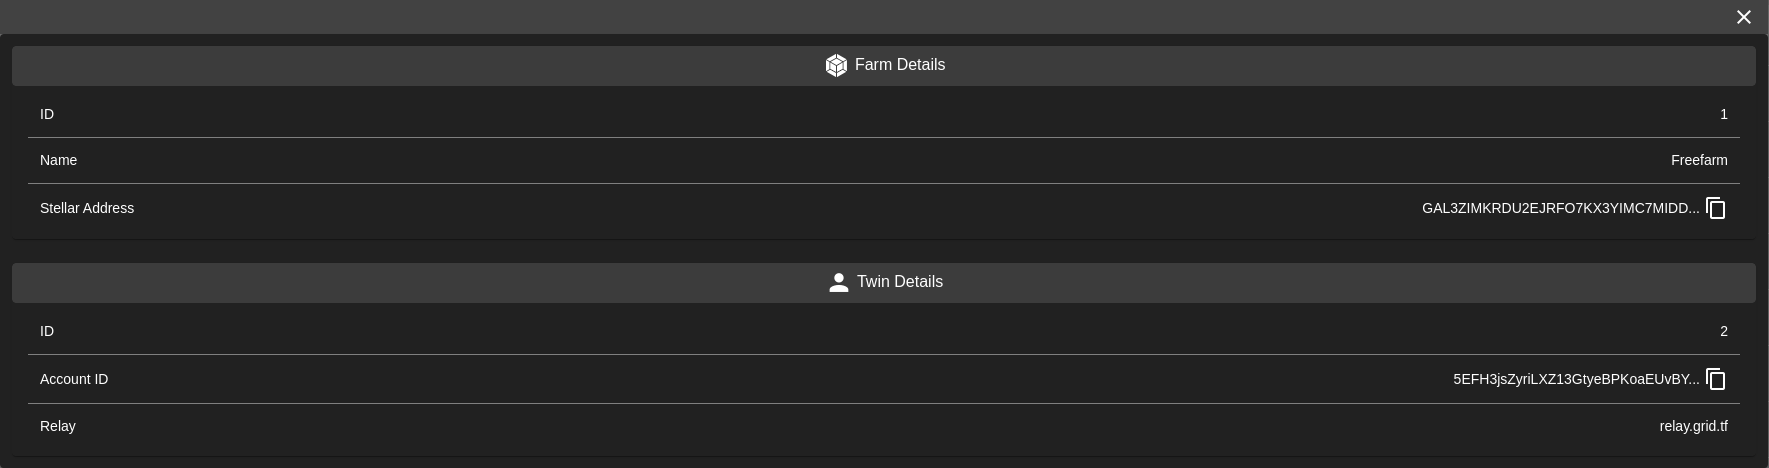 Farm Details
ID 1
Name Freefarm
Stellar Address GAL3ZIMKRDU2EJRFO7KX3YIMC7MIDD...
Twin Details
ID 2
Account ID 5EFH3jsZyriLXZ13GtyeBPKoaEUvBY...
Relay relay.grid.tf